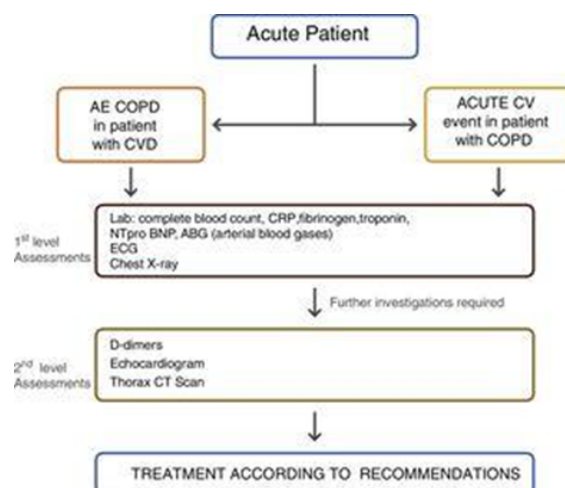 Acute Patient
AE COPD
in patient
with CVD
ACUTE CV
event in patient
with COPD
1st level
Assessments
Lab: complete blood count, CRP,fibrinogen,troponin,
NTpro BNP, ABG (arterial blood gases)
ECG
Chest X-ray
Further investigations required
2nd level
Assessments
D-dimers
Echocardiogram
Thorax CT Scan
TREATMENT ACCORDING TO RECOMMENDATIONS